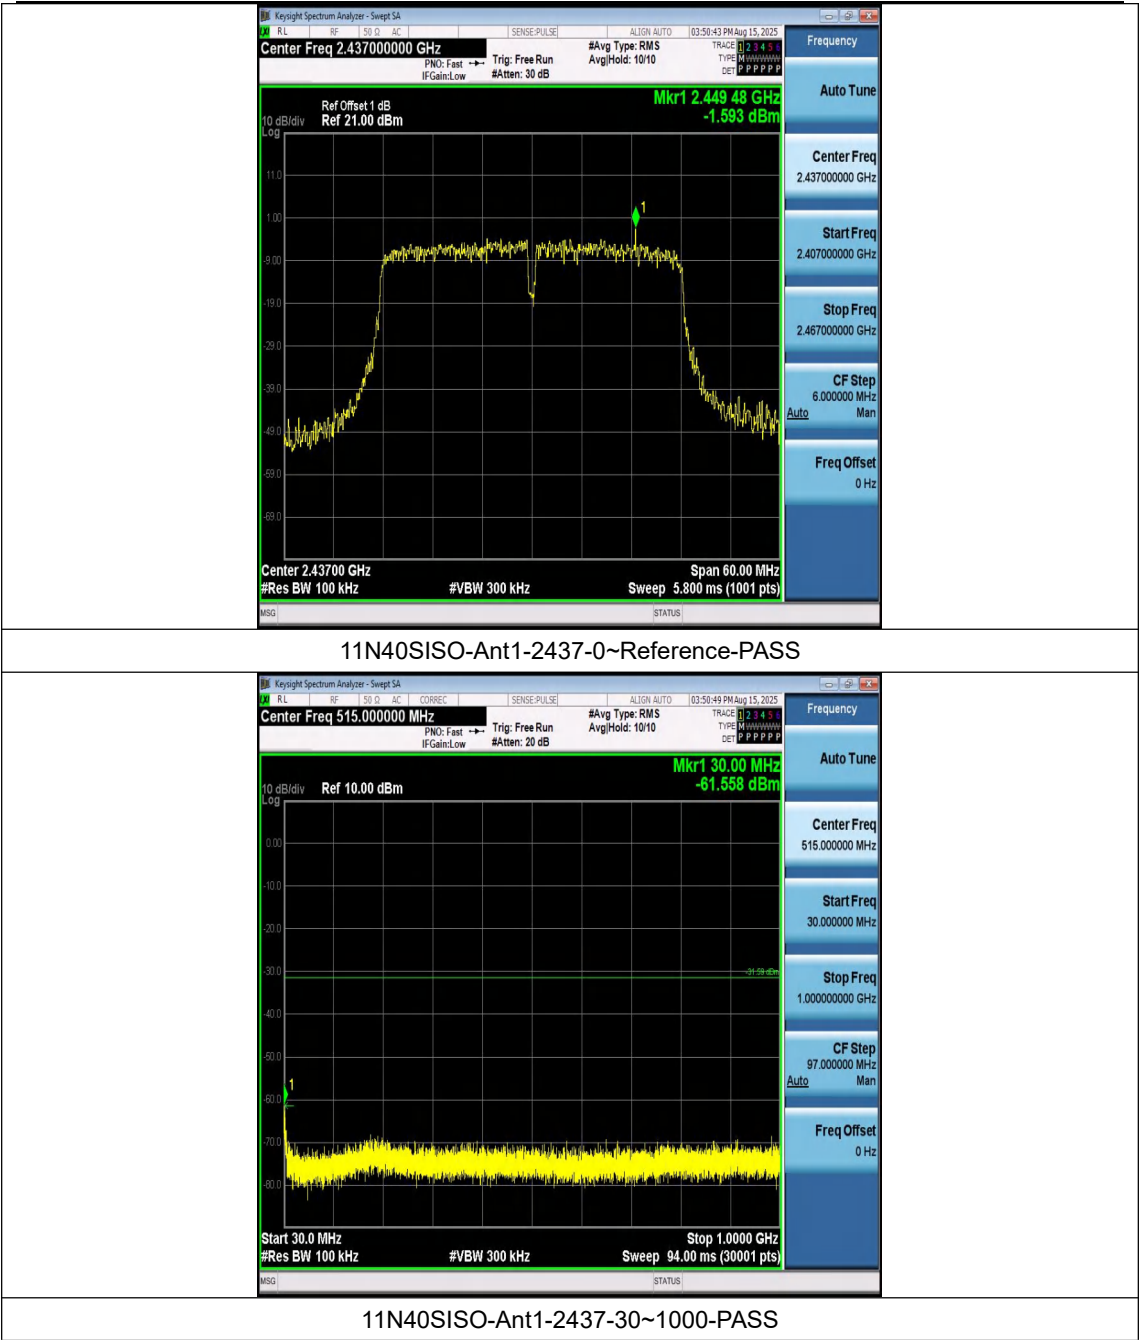 Keysight Spectrum Analyzer - Swept SA
RL RF 50 Ω AC SENSE:PULSE ALIGN AUTO 03:50:43 PM Aug 15, 2025
Center Freq 2.437000000 GHz
#Avg Type: RMS
TRACE 1 2 3 4 5 6
PNO: Fast
Trig: Free Run
Avg|Hold: 10/10
TYPE M WWWWW
IFGain:Low
#Atten: 30 dB
DET P P P P P P
Mkr1 2.449 48 GHz
-1.593 dBm
Ref Offset 1 dB
10 dB/div Ref 21.00 dBm
Log
11.0
1.00
-9.00
-19.0
-29.0
-39.0
-49.0
-59.0
-69.0
1
Center 2.43700 GHz
Span 60.00 MHz
#Res BW 100 kHz
#VBW 300 kHz
Sweep 5.800 ms (1001 pts)
MSG
STATUS
Frequency
Auto Tune
Center Freq
2.437000000 GHz
Start Freq
2.407000000 GHz
Stop Freq
2.467000000 GHz
CF Step
6.000000 MHz
Auto Man
Freq Offset
0 Hz
11N40SISO-Ant1-2437-0~Reference-PASS
Keysight Spectrum Analyzer - Swept SA
RL RF 50 Ω AC CORREC SENSE:PULSE ALIGN AUTO 03:50:49 PM Aug 15, 2025
Center Freq 515.000000 MHz
#Avg Type: RMS
TRACE 1 2 3 4 5 6
PNO: Fast
Trig: Free Run
Avg|Hold: 10/10
TYPE M WWWWW
IFGain:Low
#Atten: 20 dB
DET P P P P P P
Mkr1 30.00 MHz
-61.558 dBm
10 dB/div Ref 10.00 dBm
Log
0.00
-10.0
-20.0
-30.0
-40.0
-50.0
-60.0
-70.0
-80.0
-31.59 dBm
1
Start 30.0 MHz
Stop 1.0000 GHz
#Res BW 100 kHz
#VBW 300 kHz
Sweep 94.00 ms (30001 pts)
MSG
STATUS
Frequency
Auto Tune
Center Freq
515.000000 MHz
Start Freq
30.000000 MHz
Stop Freq
1.000000000 GHz
CF Step
97.000000 MHz
Auto Man
Freq Offset
0 Hz
11N40SISO-Ant1-2437-30~1000-PASS